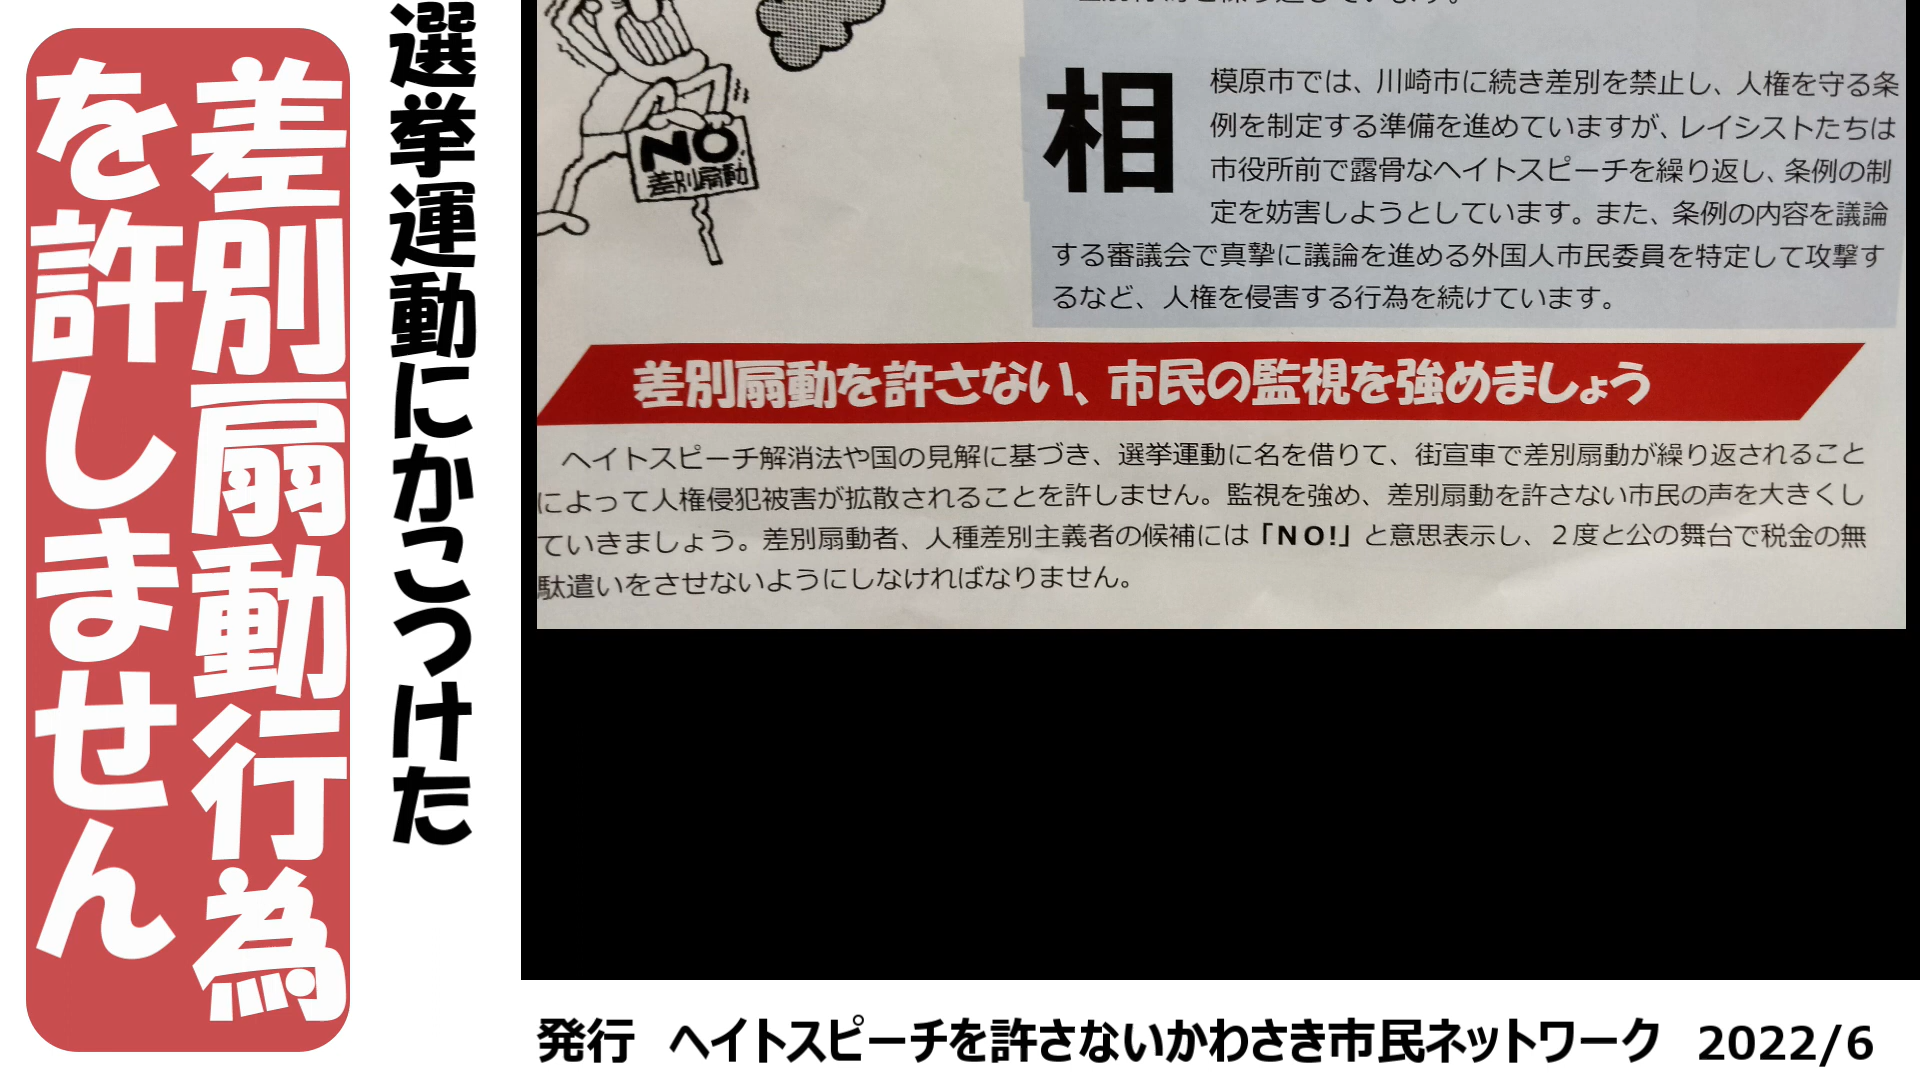 選挙運動にかこつけた
差別扇動行為
を許しません
NO
差別扇動
相
模原市では、川崎市に続き差別を禁止し、人権を守る条
例を制定する準備を進めていますが、レイシストたちは
市役所前で露骨なヘイトスピーチを繰り返し、条例の制
定を妨害しようとしています。また、条例の内容を議論
する審議会で真摯に議論を進める外国人市民委員を特定して攻撃す
るなど、人権を侵害する行為を続けています。
差別扇動を許さない、市民の監視を強めましょう
ヘイトスピーチ解消法や国の見解に基づき、選挙運動に名を借りて、街宣車で差別扇動が繰り返されること
によって人権侵犯被害が拡散されることを許しません。監視を強め、差別扇動を許さない市民の声を大きくし
ていきましょう。差別扇動者、人種差別主義者の候補には「NO!」と意思表示し、２度と公の舞台で税金の無
駄遣いをさせないようにしなければなりません。
発行　ヘイトスピーチを許さないかわさき市民ネットワーク　2022/6